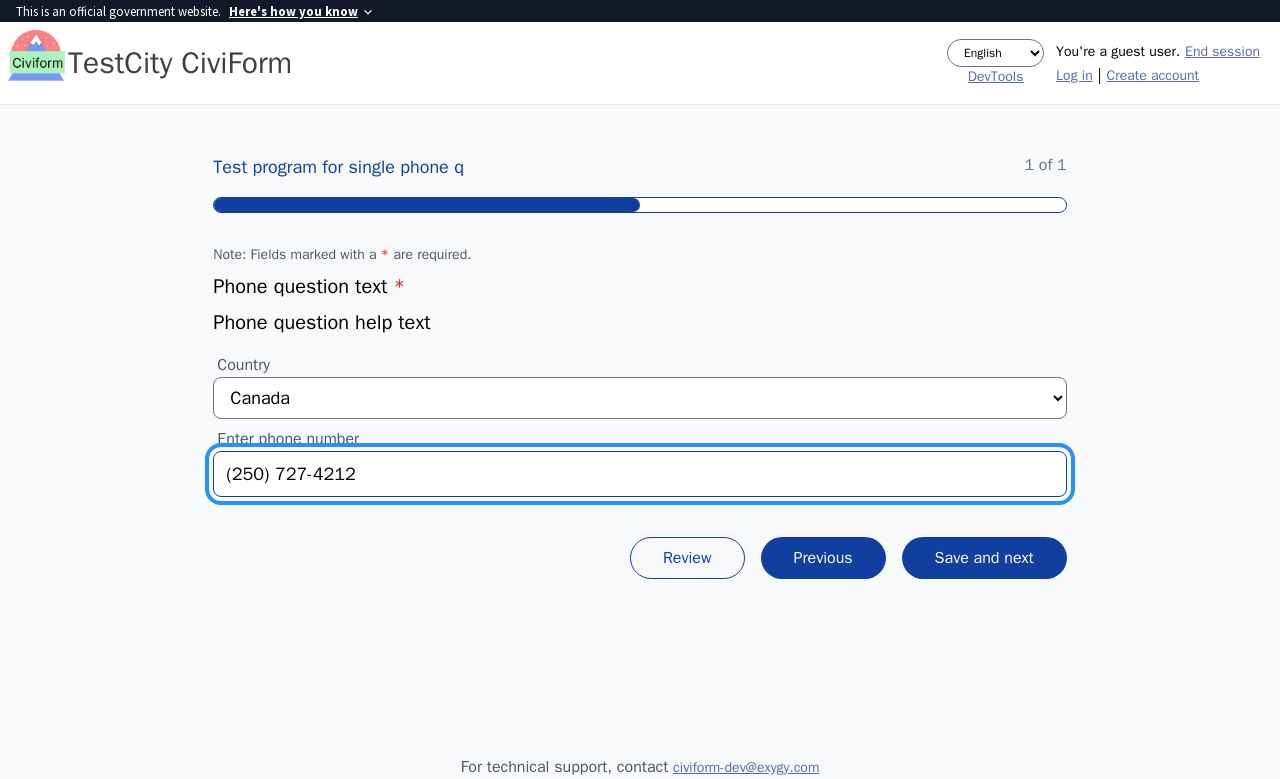 This is an official government website. Here's how you know
Civiform
TestCity CiviForm
English
DevTools
You're a guest user. End session
Log in | Create account
Test program for single phone q
1 of 1
Note: Fields marked with a * are required.
Phone question text *
Phone question help text
Country
Canada
Enter phone number
(250) 727-4212
Review
Previous
Save and next
For technical support, contact civiform-dev@exygy.com